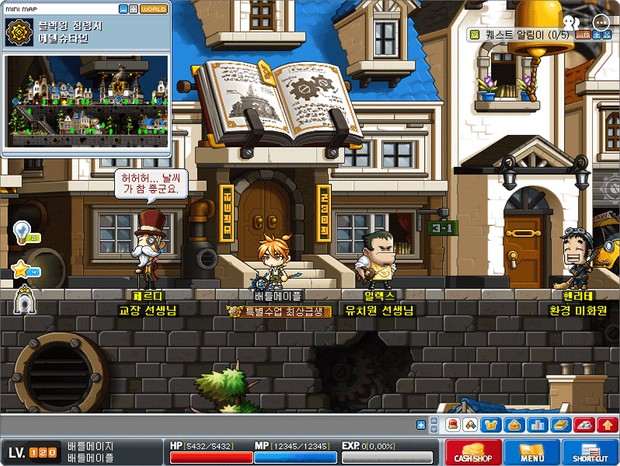 MINI MAP
WORLD
블랙윙 점령지
에델슈타인
퀘스트 알림이 (0/5)
허허허... 날씨
가 참 좋군요.
3-1
페르디
교장 선생님
배틀메이플
특별수업 최상급생
알렉스
유치원 선생님
헨리테
환경 미화원
LV. 120
배틀메이지
배틀메이플
HP[5432/5432]
MP[12345/12345]
EXP. 0[0.00%]
CASH SHOP
MENU
SHORT CUT